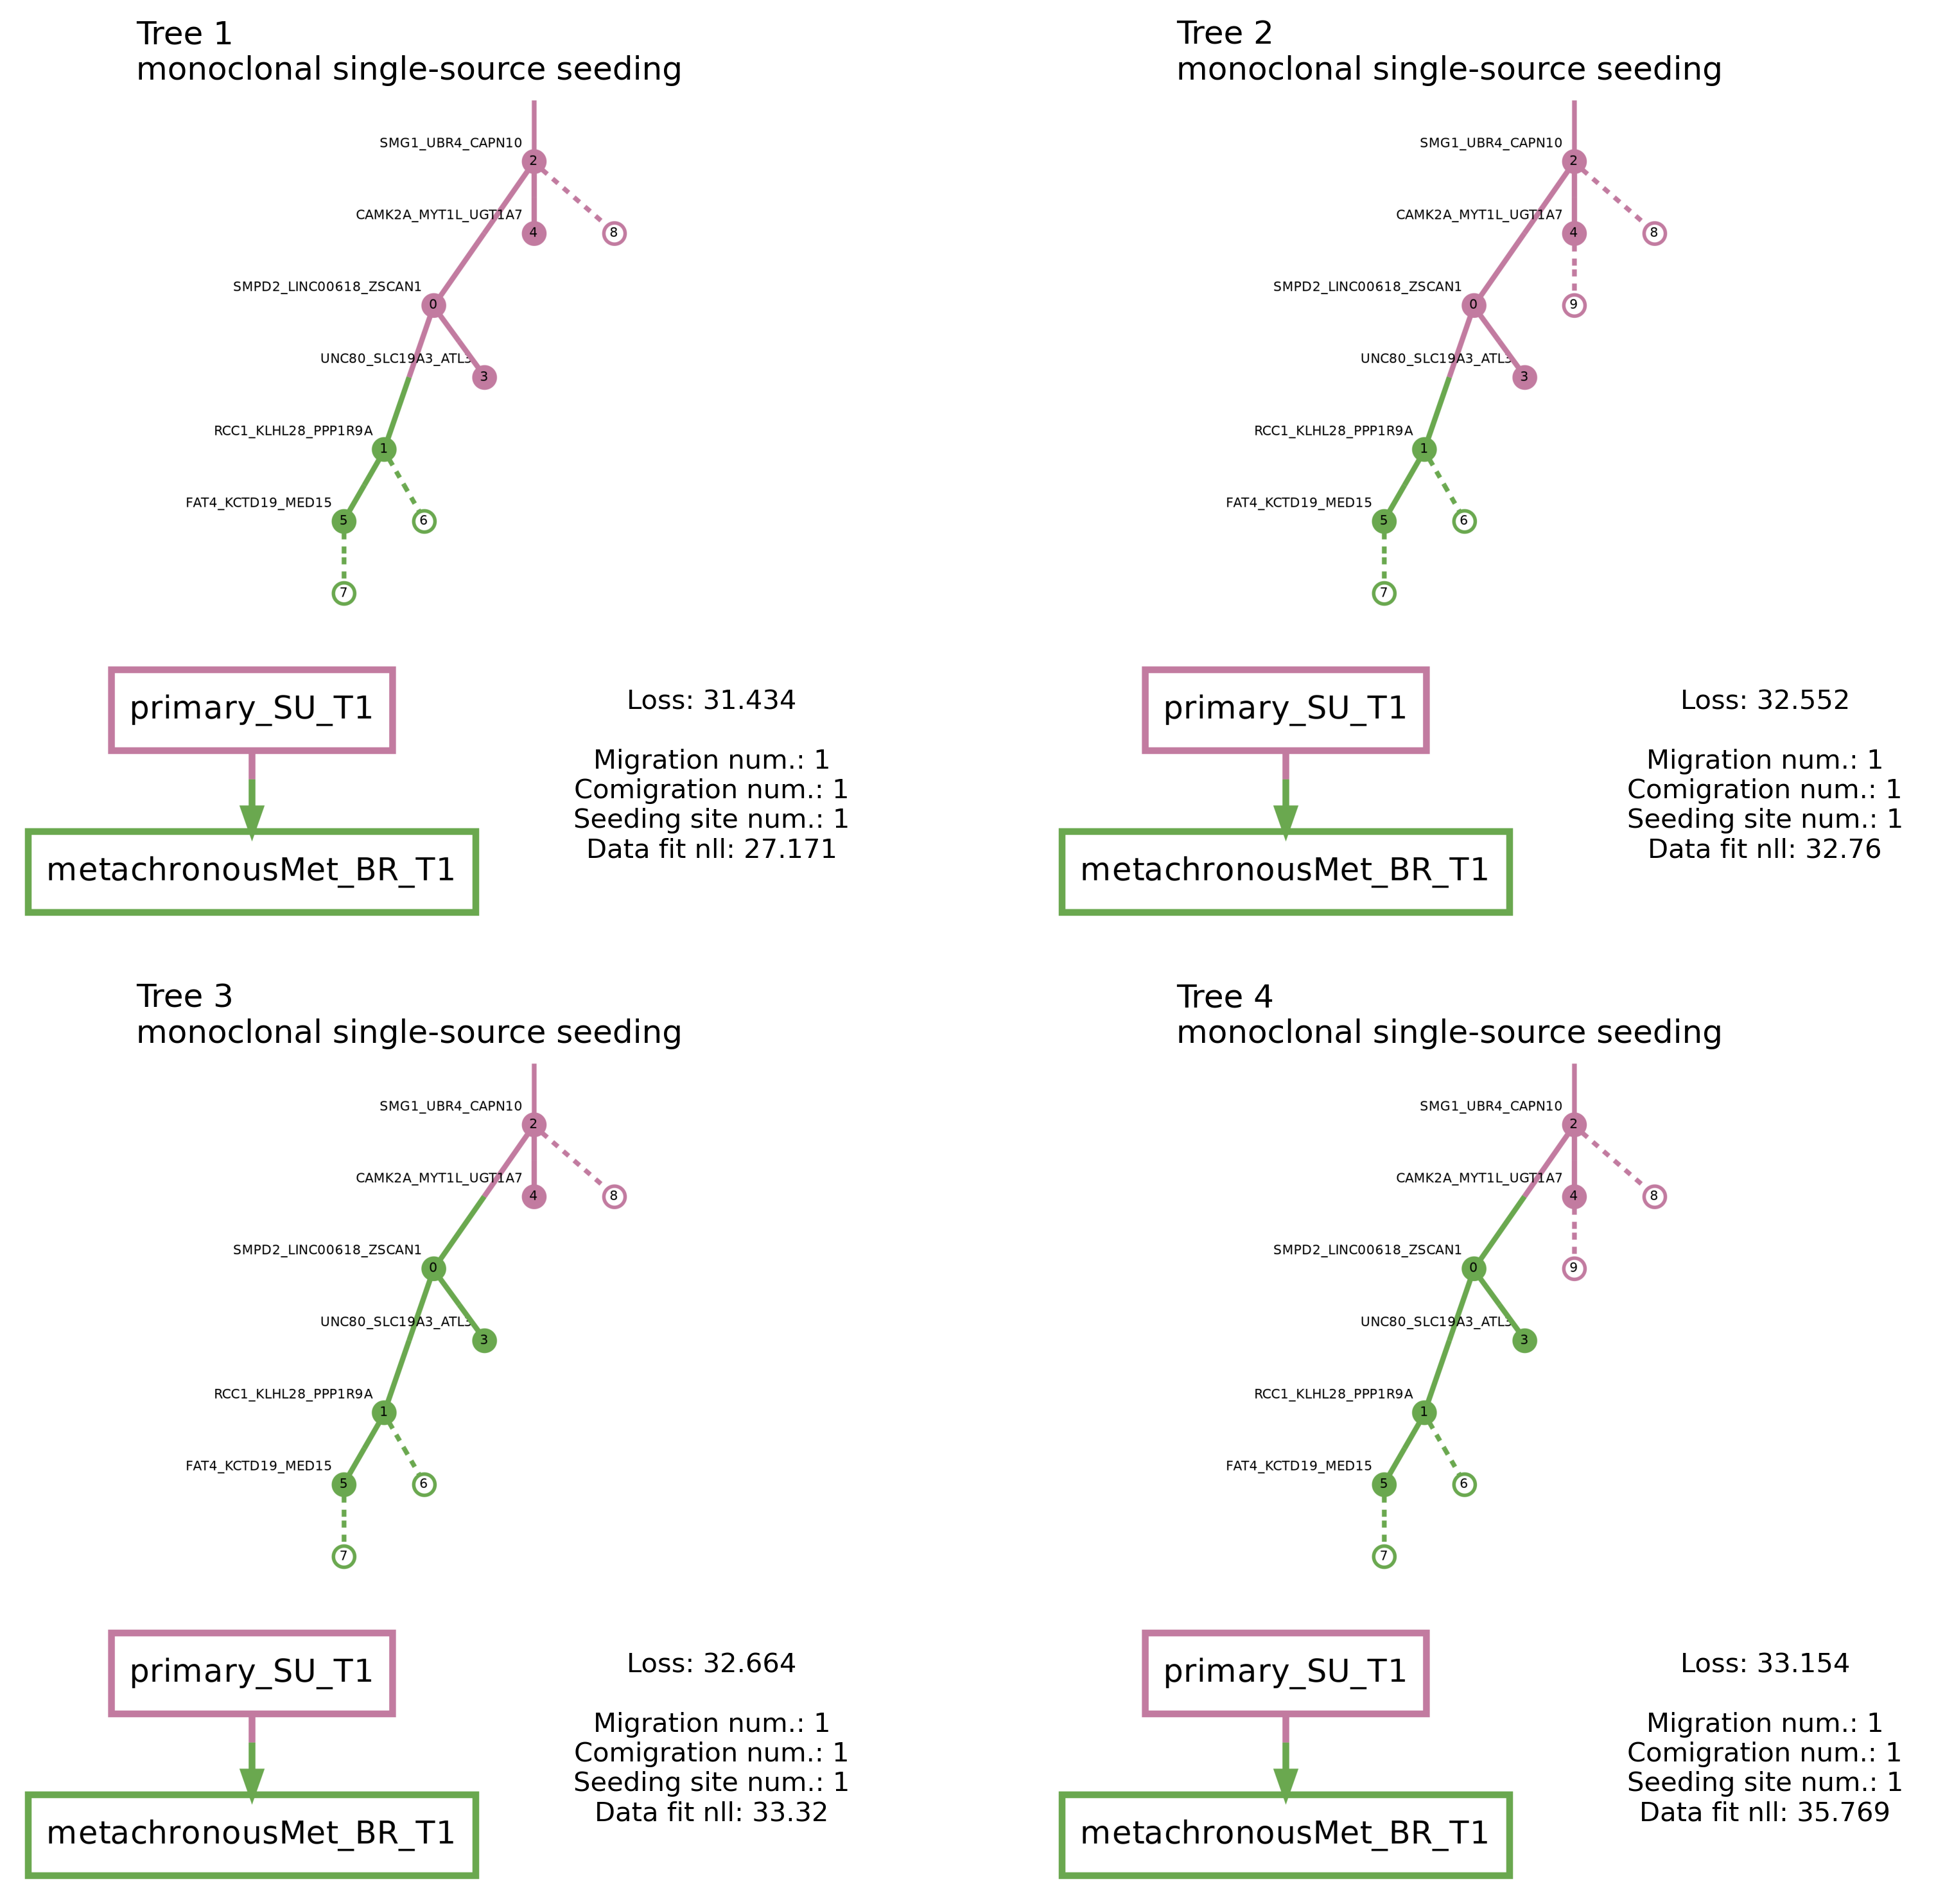 Tree 1
monoclonal single-source seeding
SMG1_UBR4_CAPN10
2
CAMK2A_MYT1L_UGT1A7
4
8
SMPD2_LINC00618_ZSCAN1
0
UNC80_SLC19A3_ATL3
3
RCC1_KLHL28_PPP1R9A
1
FAT4_KCTD19_MED15
5
6
7
primary_SU_T1
metachronousMet_BR_T1
Loss: 31.434
Migration num.: 1
Comigration num.: 1
Seeding site num.: 1
Data fit nll: 27.171
Tree 2
monoclonal single-source seeding
SMG1_UBR4_CAPN10
2
CAMK2A_MYT1L_UGT1A7
4
8
SMPD2_LINC00618_ZSCAN1
0
9
UNC80_SLC19A3_ATL3
3
RCC1_KLHL28_PPP1R9A
1
FAT4_KCTD19_MED15
5
6
7
primary_SU_T1
metachronousMet_BR_T1
Loss: 32.552
Migration num.: 1
Comigration num.: 1
Seeding site num.: 1
Data fit nll: 32.76
Tree 3
monoclonal single-source seeding
SMG1_UBR4_CAPN10
2
CAMK2A_MYT1L_UGT1A7
4
8
SMPD2_LINC00618_ZSCAN1
0
UNC80_SLC19A3_ATL3
3
RCC1_KLHL28_PPP1R9A
1
FAT4_KCTD19_MED15
5
6
7
primary_SU_T1
metachronousMet_BR_T1
Loss: 32.664
Migration num.: 1
Comigration num.: 1
Seeding site num.: 1
Data fit nll: 33.32
Tree 4
monoclonal single-source seeding
SMG1_UBR4_CAPN10
2
CAMK2A_MYT1L_UGT1A7
4
8
SMPD2_LINC00618_ZSCAN1
0
9
UNC80_SLC19A3_ATL3
3
RCC1_KLHL28_PPP1R9A
1
FAT4_KCTD19_MED15
5
6
7
primary_SU_T1
metachronousMet_BR_T1
Loss: 33.154
Migration num.: 1
Comigration num.: 1
Seeding site num.: 1
Data fit nll: 35.769